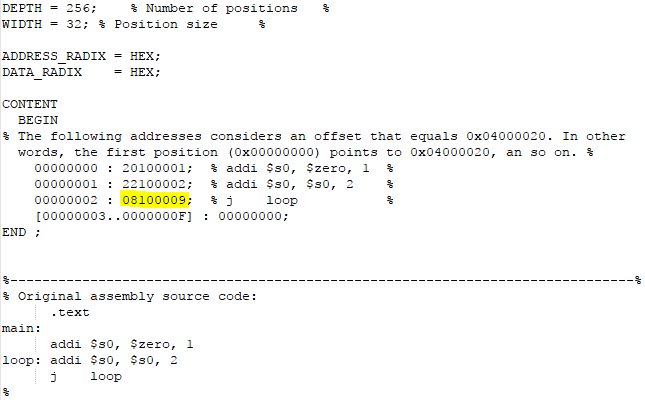 DEPTH = 256;    % Number of positions   %
WIDTH = 32; % Position size      %
ADDRESS_RADIX = HEX;
DATA_RADIX    = HEX;
CONTENT
  BEGIN
% The following addresses considers an offset that equals 0x04000020. In other
  words, the first position (0x00000000) points to 0x04000020, an so on. %
    00000000 : 20100001;  % addi $s0, $zero, 1  %
    00000001 : 22100002;  % addi $s0, $s0, 2    %
    00000002 : 08100009;  % j    loop           %
    [00000003..0000000F] : 00000000;
END ;
%------------------------------------------------------------------------------%
% Original assembly source code:
      .text
main:
      addi $s0, $zero, 1
loop: addi $s0, $s0, 2
      j    loop
%